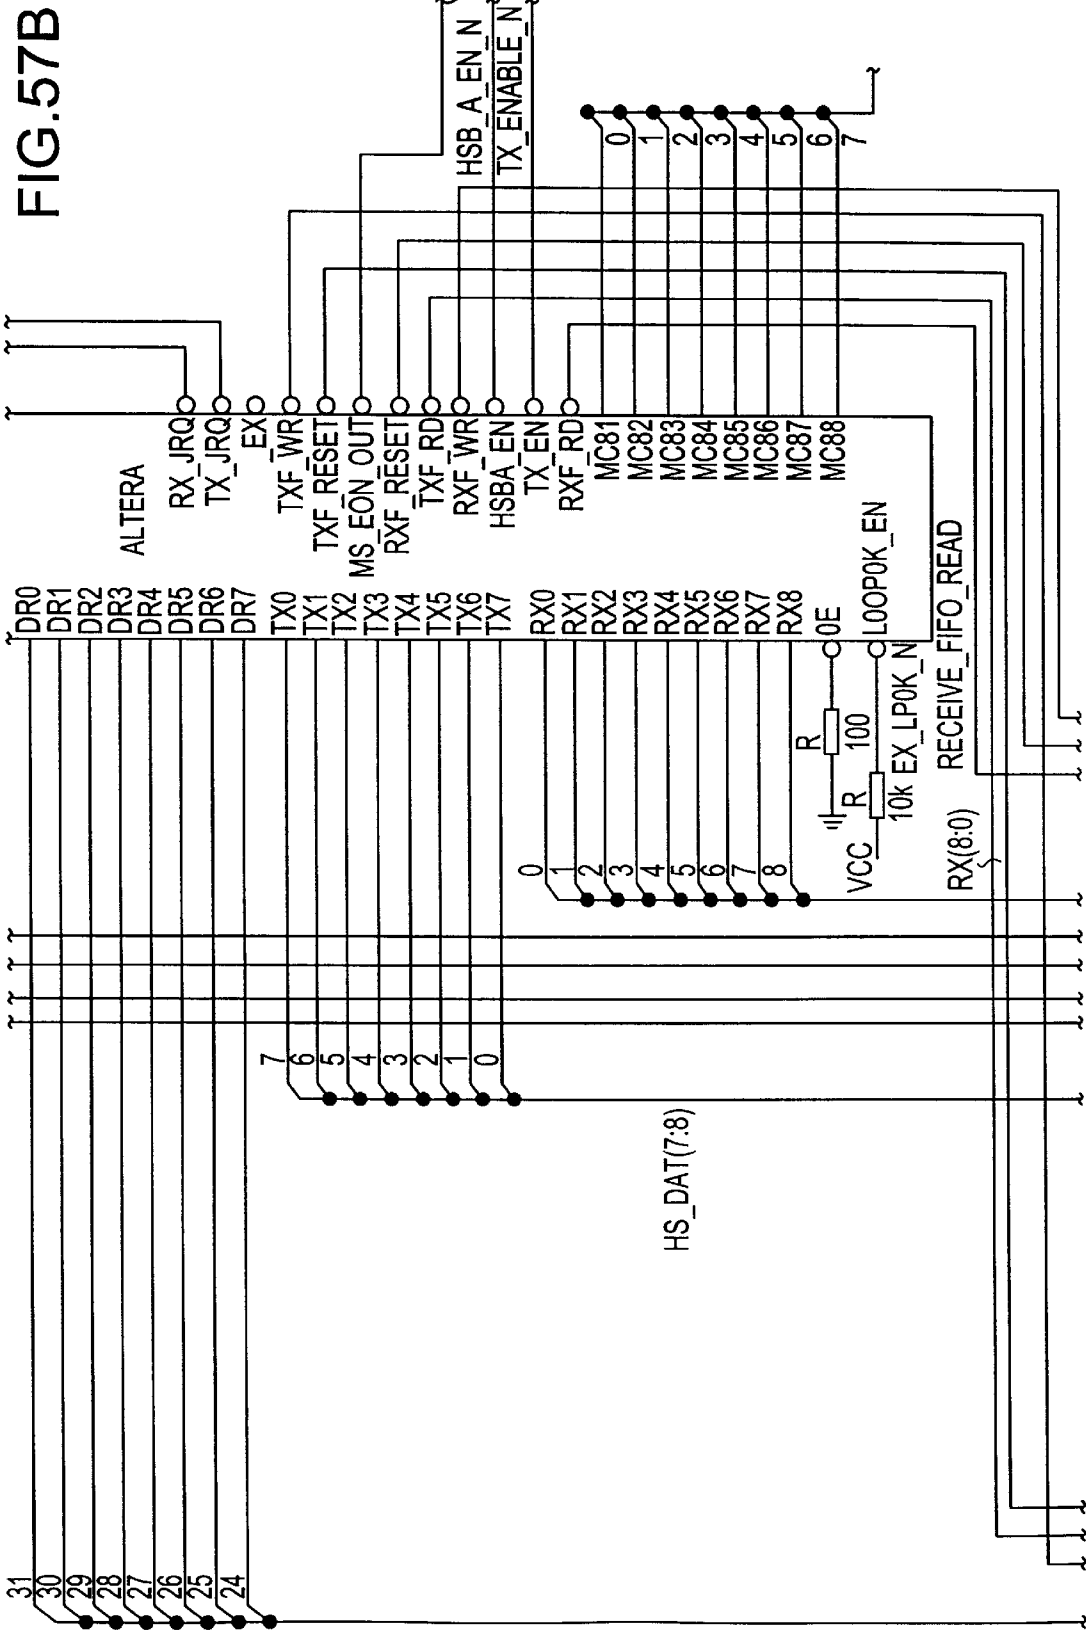 FIG.57B
HSB_A_EN_N
TX_ENABLE_N
0
1
2
3
4
5
6
7
ALTERA
RX_JRQ
TX_JRQ
_EX
TXF_WR
TXF_RESET
MS_EON_OUT
RXF_RESET
TXF_RD
RXF_WR
HSBA_EN
TX_EN
RXF_RD
MC81
MC82
MC83
MC84
MC85
MC86
MC87
MC88
DR0
DR1
DR2
DR3
DR4
DR5
DR6
DR7
TX0
TX1
TX2
TX3
TX4
TX5
TX6
TX7
RX0
RX1
RX2
RX3
RX4
RX5
RX6
RX7
RX8
OE
LOOP0K_EN
RECEIVE_FIFO_READ
R
100
EX_LP0K_N
R
10k
VCC
RX(8:0)
0
1
2
3
4
5
6
7
8
7
6
5
4
3
2
1
0
HS_DAT(7:8)
31
30
29
28
27
26
25
24